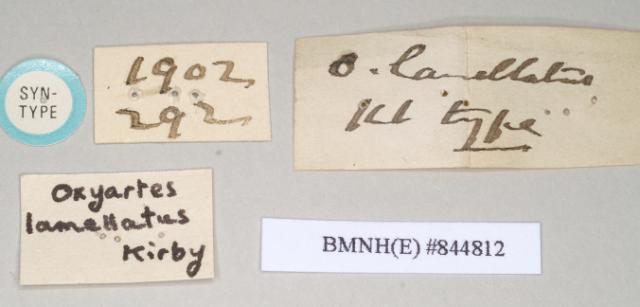 SYN-
TYPE
1902,
292.
O. lamellatus
Kl type
Oxyartes
lamellatus
Kirby
BMNH(E) #844812